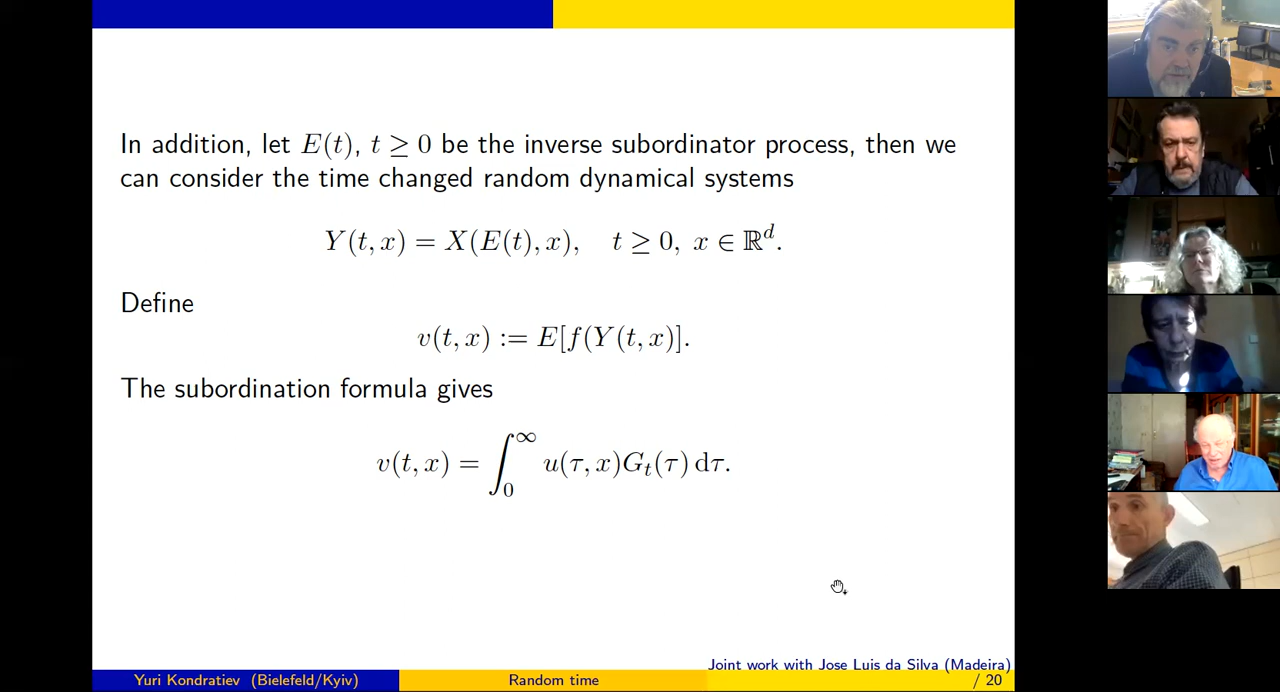 In addition, let E(t), t ≥ 0 be the inverse subordinator process, then we
can consider the time changed random dynamical systems
Y(t, x) = X(E(t), x), t ≥ 0, x ∈ ℝ^d.
Define
v(t, x) := E[f(Y(t, x)].
The subordination formula gives
v(t, x) = ∫_0^∞ u(τ, x)G_t(τ) dτ.
Joint work with Jose Luis da Silva (Madeira)
Yuri Kondratiev (Bielefeld/Kyiv) Random time / 20